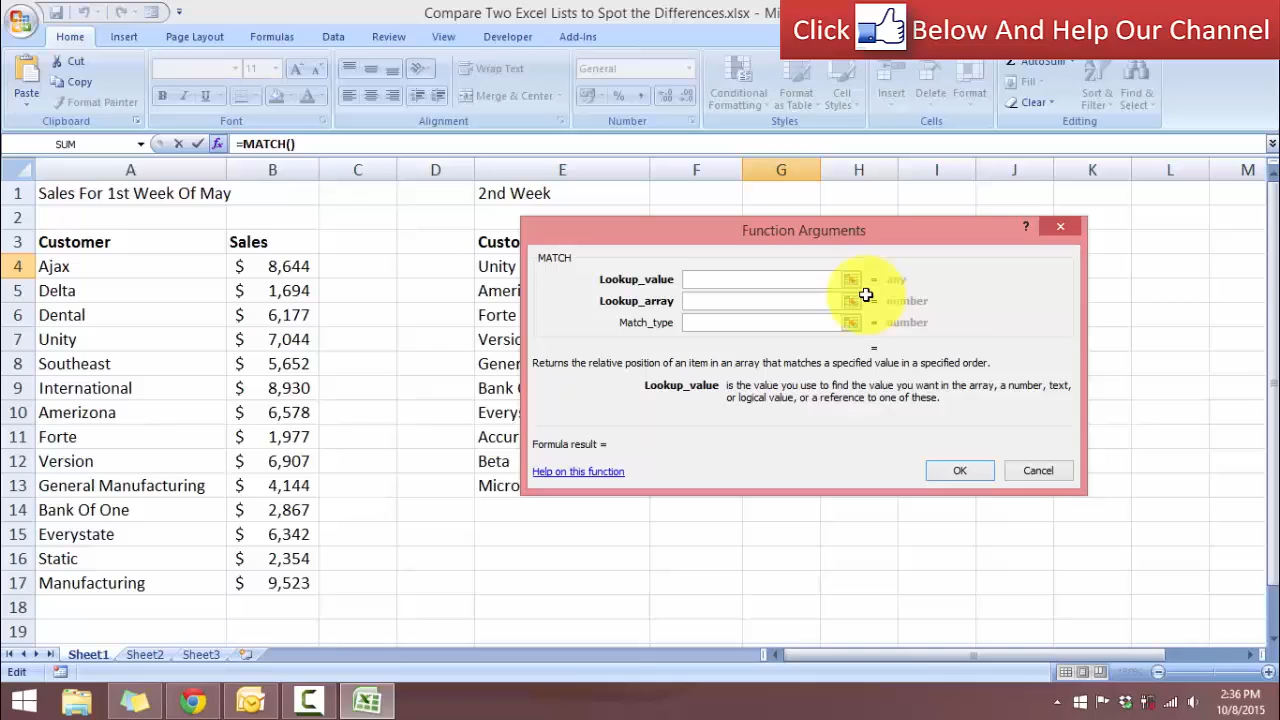 Compare Two Excel Lists to Spot the Differences.xlsx - Mi
Click Below And Help Our Channel
Home Insert Page Layout Formulas Data Review View Developer Add-Ins
Paste
Cut
Copy
Format Painter
11
Wrap Text
Merge & Center
General
Conditional Formatting
Format as Table
Cell Styles
Insert Delete Format
AutoSum
Fill
Clear
Sort & Filter
Find & Select
Clipboard Font Alignment Number Styles Cells Editing
SUM =MATCH()
A B C D E F G H I J K L M
1 Sales For 1st Week Of May 2nd Week
2
3 Customer Sales Custo
4 Ajax $ 8,644 Unity
5 Delta $ 1,694 Ameri
6 Dental $ 6,177 Forte
7 Unity $ 7,044 Versio
8 Southeast $ 5,652 Gener
9 International $ 8,930 Bank O
10 Amerizona $ 6,578 Everys
11 Forte $ 1,977 Accur
12 Version $ 6,907 Beta
13 General Manufacturing $ 4,144 Micro
14 Bank Of One $ 2,867
15 Everystate $ 6,342
16 Static $ 2,354
17 Manufacturing $ 9,523
18
19
Function Arguments ?
MATCH
Lookup_value = any
Lookup_array = number
Match_type = number
=
Returns the relative position of an item in an array that matches a specified value in a specified order.
Lookup_value is the value you use to find the value you want in the array, a number, text,
or logical value, or a reference to one of these.
Formula result =
Help on this function OK Cancel
Sheet1 Sheet2 Sheet3
Edit
2:36 PM
10/8/2015